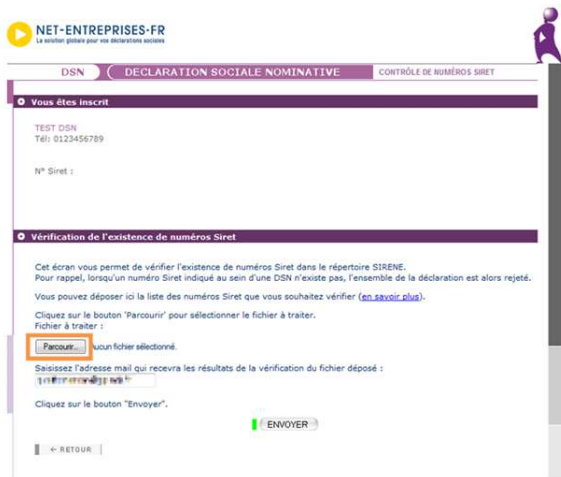 NET-ENTREPRISES-FR
La solution globale pour vos déclarations sociales
DSN DECLARATION SOCIALE NOMINATIVE CONTRÔLE DE NUMÉROS SIRET
Vous êtes inscrit
TEST DSN
Tél: 0123456789
N° Siret :
Vérification de l'existence de numéros Siret
Cet écran vous permet de vérifier l'existence de numéros Siret dans le répertoire SIRENE.
Pour rappel, lorsqu'un numéro Siret indiqué au sein d'une DSN n'existe pas, l'ensemble de la déclaration est alors rejeté.
Vous pouvez déposer ici la liste des numéros Siret que vous souhaitez vérifier (en savoir plus).
Cliquez sur le bouton 'Parcourir' pour sélectionner le fichier à traiter.
Fichier à traiter :
Parcourir... Aucun fichier sélectionné.
Saisissez l'adresse mail qui recevra les résultats de la vérification du fichier déposé :
Cliquez sur le bouton "Envoyer".
ENVOYER
← RETOUR